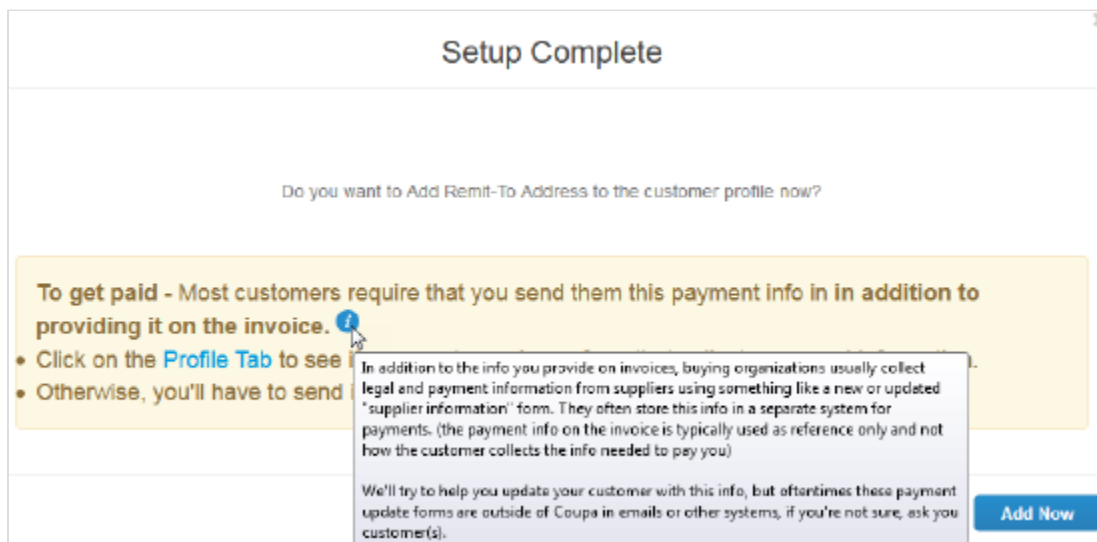 Setup Complete
Do you want to Add Remit-To Address to the customer profile now?
To get paid - Most customers require that you send them this payment info in in addition to
providing it on the invoice.
• Click on the Profile Tab to see
• Otherwise, you'll have to send
In addition to the info you provide on invoices, buying organizations usually collect
legal and payment information from suppliers using something like a new or updated
"supplier information" form. They often store this info in a separate system for
payments. (the payment info on the invoice is typically used as reference only and not
how the customer collects the info needed to pay you)
We'll try to help you update your customer with this info, but oftentimes these payment
update forms are outside of Coupa in emails or other systems, if you're not sure, ask you
customer(s).
Add Now